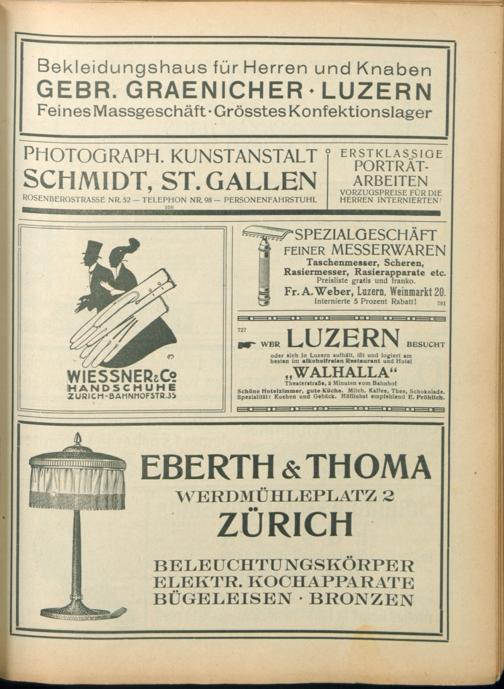 Bekleidungshaus für Herren und Knaben
GEBR. GRAENICHER · LUZERN
Feines Massgeschäft · Grösstes Konfektionslager
PHOTOGRAPH. KUNSTANSTALT
SCHMIDT, ST. GALLEN
ROSENBERGSTRASSE NR. 52 — TELEPHON NR. 98 — PERSONENFAHRSTUHL
ERSTKLASSIGE
PORTRÄT-
ARBEITEN
VORZUGSPREISE FÜR DIE
HERREN INTERNIERTEN!
WIESSNER & Co
HANDSCHUHE
ZÜRICH-BAHNHOFSTR. 35
SPEZIALGESCHÄFT
FEINER MESSERWAREN
Taschenmesser, Scheren,
Rasiermesser, Rasierapparate etc.
Preisliste gratis und franko.
Fr. A. Weber, Luzern, Weinmarkt 20.
Internierte 5 Prozent Rabatt!
727
WER LUZERN BESUCHT
oder sich in Luzern aufhält, ißt und logiert am
besten im alkoholfreien Restaurant und Hotel
„WALHALLA“
Theaterstraße, 2 Minuten vom Bahnhof
Schöne Hotelzimmer, gute Küche. Milch, Kaffee, Thee, Schokolade.
Spezialität: Kuchen und Gebäck. Höflichst empfehlend E. Fröhlich.
EBERTH & THOMA
WERDMÜHLEPLATZ 2
ZÜRICH
BELEUCHTUNGSKÖRPER
ELEKTR. KOCHAPPARATE
BÜGELEISEN · BRONZEN